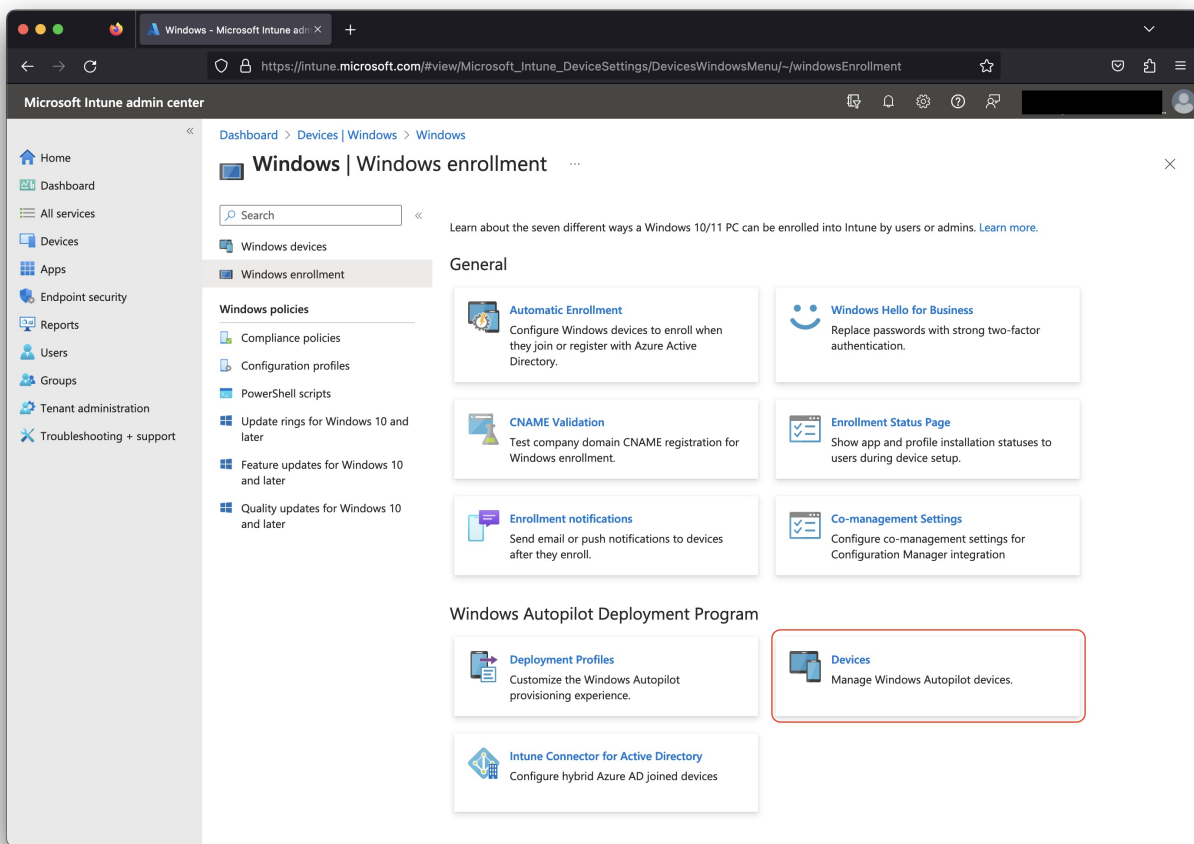 Windows - Microsoft Intune adm
https://intune.microsoft.com/#view/Microsoft_Intune_DeviceSettings/DevicesWindowsMenu/~/windowsEnrollment
Microsoft Intune admin center
Home
Dashboard
All services
Devices
Apps
Endpoint security
Reports
Users
Groups
Tenant administration
Troubleshooting + support
Dashboard > Devices | Windows > Windows
Windows | Windows enrollment ...
Search
Windows devices
Windows enrollment
Windows policies
Compliance policies
Configuration profiles
PowerShell scripts
Update rings for Windows 10 and
later
Feature updates for Windows 10
and later
Quality updates for Windows 10
and later
Learn about the seven different ways a Windows 10/11 PC can be enrolled into Intune by users or admins. Learn more.
General
Automatic Enrollment
Configure Windows devices to enroll when
they join or register with Azure Active
Directory.
Windows Hello for Business
Replace passwords with strong two-factor
authentication.
CNAME Validation
Test company domain CNAME registration for
Windows enrollment.
Enrollment Status Page
Show app and profile installation statuses to
users during device setup.
Enrollment notifications
Send email or push notifications to devices
after they enroll.
Co-management Settings
Configure co-management settings for
Configuration Manager integration
Windows Autopilot Deployment Program
Deployment Profiles
Customize the Windows Autopilot
provisioning experience.
Devices
Manage Windows Autopilot devices.
Intune Connector for Active Directory
Configure hybrid Azure AD joined devices